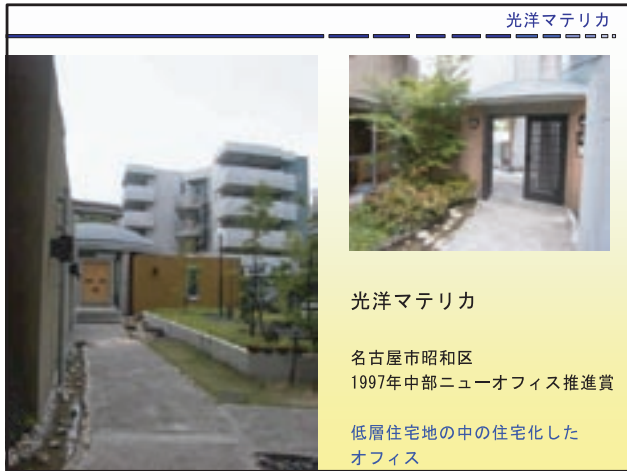 光洋マテリカ
光洋マテリカ
名古屋市昭和区
1997年中部ニューオフィス推進賞
低層住宅地の中の住宅化した
オフィス